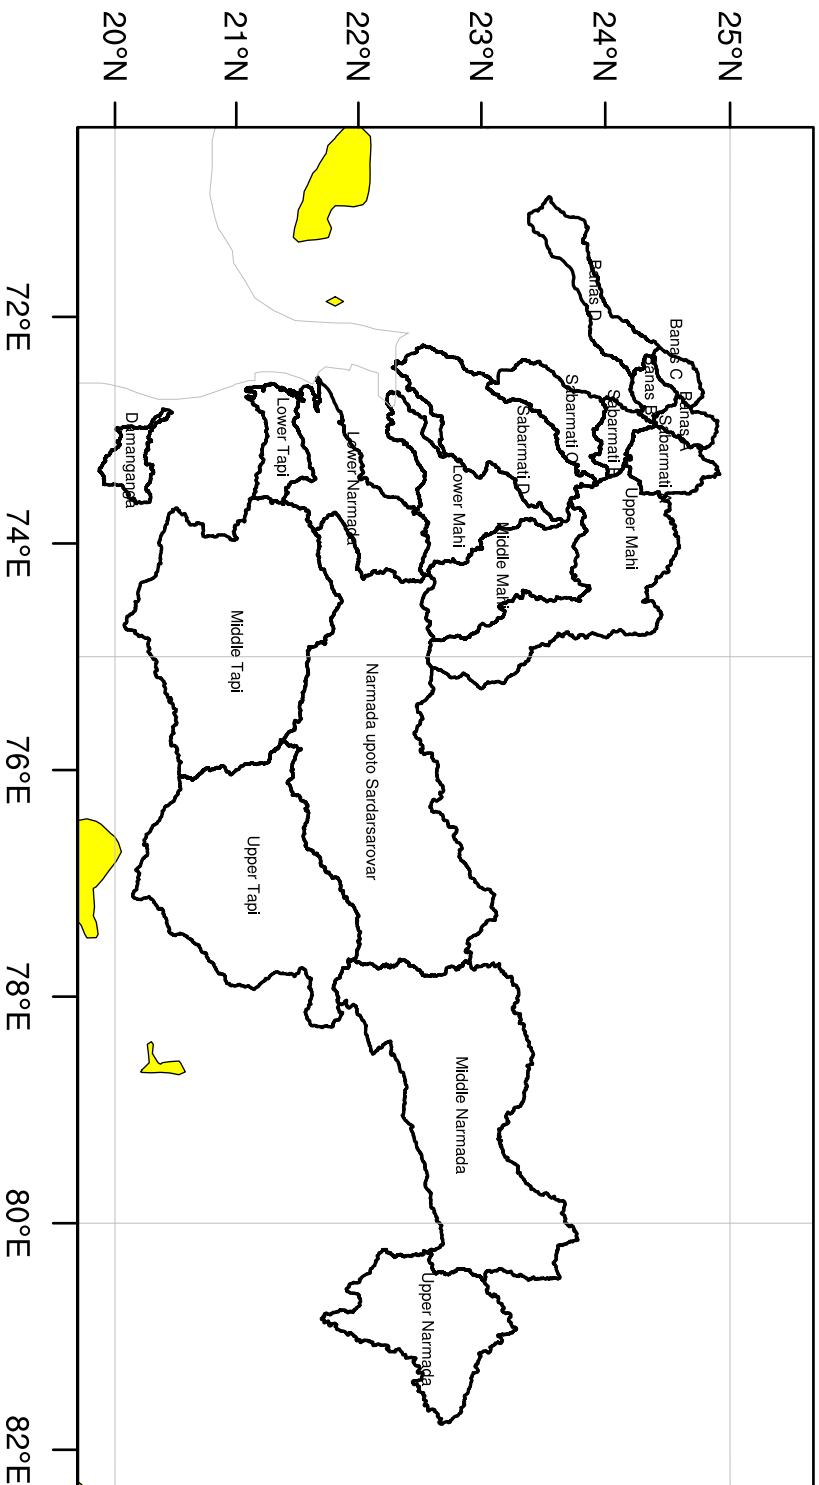 25°N
24°N
23°N
22°N
21°N
20°N
72°E
74°E
76°E
78°E
80°E
82°E
Banas C
Banas A
Banas B
Banas D
Sabarmati
Sabarmati
Sabarmati C
Sabarmati D
Upper Mahi
Middle Mahi
Lower Mahi
Lower Narmada
Lower Tapi
Damanganga
Middle Tapi
Narmada upoto Sardarsarovar
Upper Tapi
Middle Narmada
Upper Narmada